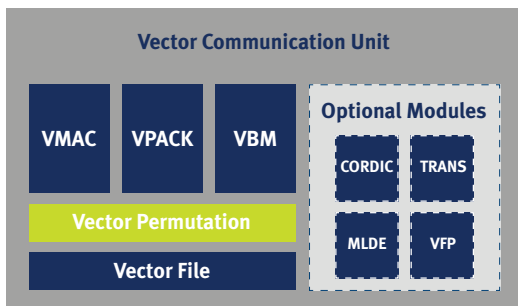 Vector Communication Unit
VMAC
VPACK
VBM
Vector Permutation
Vector File
Optional Modules
CORDIC
TRANS
MLDE
VFP